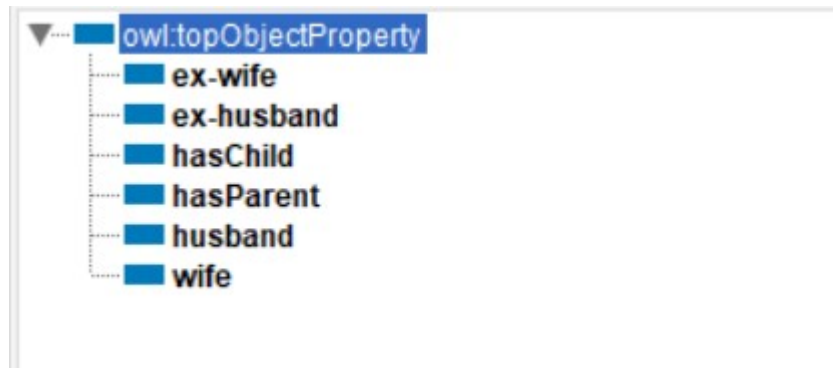 owl:topObjectProperty
ex-wife
ex-husband
hasChild
hasParent
husband
wife